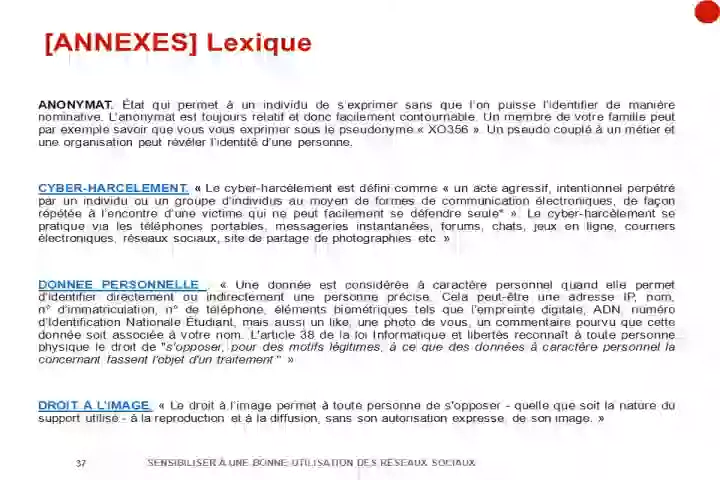 [ANNEXES] Lexique
ANONYMAT. État qui permet à un individu de s'exprimer sans que l'on puisse l'identifier de manière
nominative. L'anonymat est toujours relatif et donc facilement contournable. Un membre de votre famille peut
par exemple savoir que vous vous exprimer sous le pseudonyme « XO356 ». Un pseudo couplé à un métier et
une organisation peut révéler l'identité d'une personne.
CYBER-HARCELEMENT. « Le cyber-harcèlement est défini comme « un acte agressif, intentionnel perpétré
par un individu ou un groupe d'individus au moyen de formes de communication électroniques, de façon
répétée à l'encontre d'une victime qui ne peut facilement se défendre seule" ». Le cyber-harcèlement se
pratique via les téléphones portables, messageries instantanées, forums, chats, jeux en ligne, courriers
électroniques, réseaux sociaux, site de partage de photographies etc. »
DONNEE PERSONNELLE . « Une donnée est considérée à caractère personnel quand elle permet
d'identifier directement ou indirectement une personne précise. Cela peut-être une adresse IP, nom,
n° d'immatriculation, n° de téléphone, éléments biométriques tels que l'empreinte digitale, ADN, numéro
d'Identification Nationale Étudiant, mais aussi un like, une photo de vous, un commentaire pourvu que cette
donnée soit associée à votre nom. L'article 38 de la loi Informatique et libertés reconnaît à toute personne
physique le droit de "s'opposer, pour des motifs légitimes, à ce que des données à caractère personnel la
concernant fassent l'objet d'un traitement " »
DROIT A L'IMAGE. « Le droit à l'image permet à toute personne de s'opposer - quelle que soit la nature du
support utilisé - à la reproduction et à la diffusion, sans son autorisation expresse, de son image. »
37 SENSIBILISER À UNE BONNE UTILISATION DES RÉSEAUX SOCIAUX